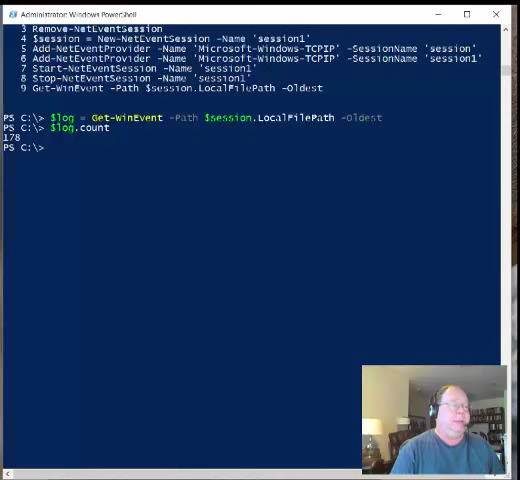 Administrator: Windows PowerShell
3 Remove-NetEventSession
4 $session = New-NetEventSession -Name 'session1'
5 Add-NetEventProvider -Name 'Microsoft-Windows-TCPIP' -SessionName 'session'
6 Add-NetEventProvider -Name 'Microsoft-Windows-TCPIP' -SessionName 'session1'
7 Start-NetEventSession -Name 'session1'
8 Stop-NetEventSession -Name 'session1'
9 Get-WinEvent -Path $session.LocalFilePath -Oldest
PS C:\> $log = Get-WinEvent -Path $session.LocalFilePath -Oldest
PS C:\> $log.count
178
PS C:\>